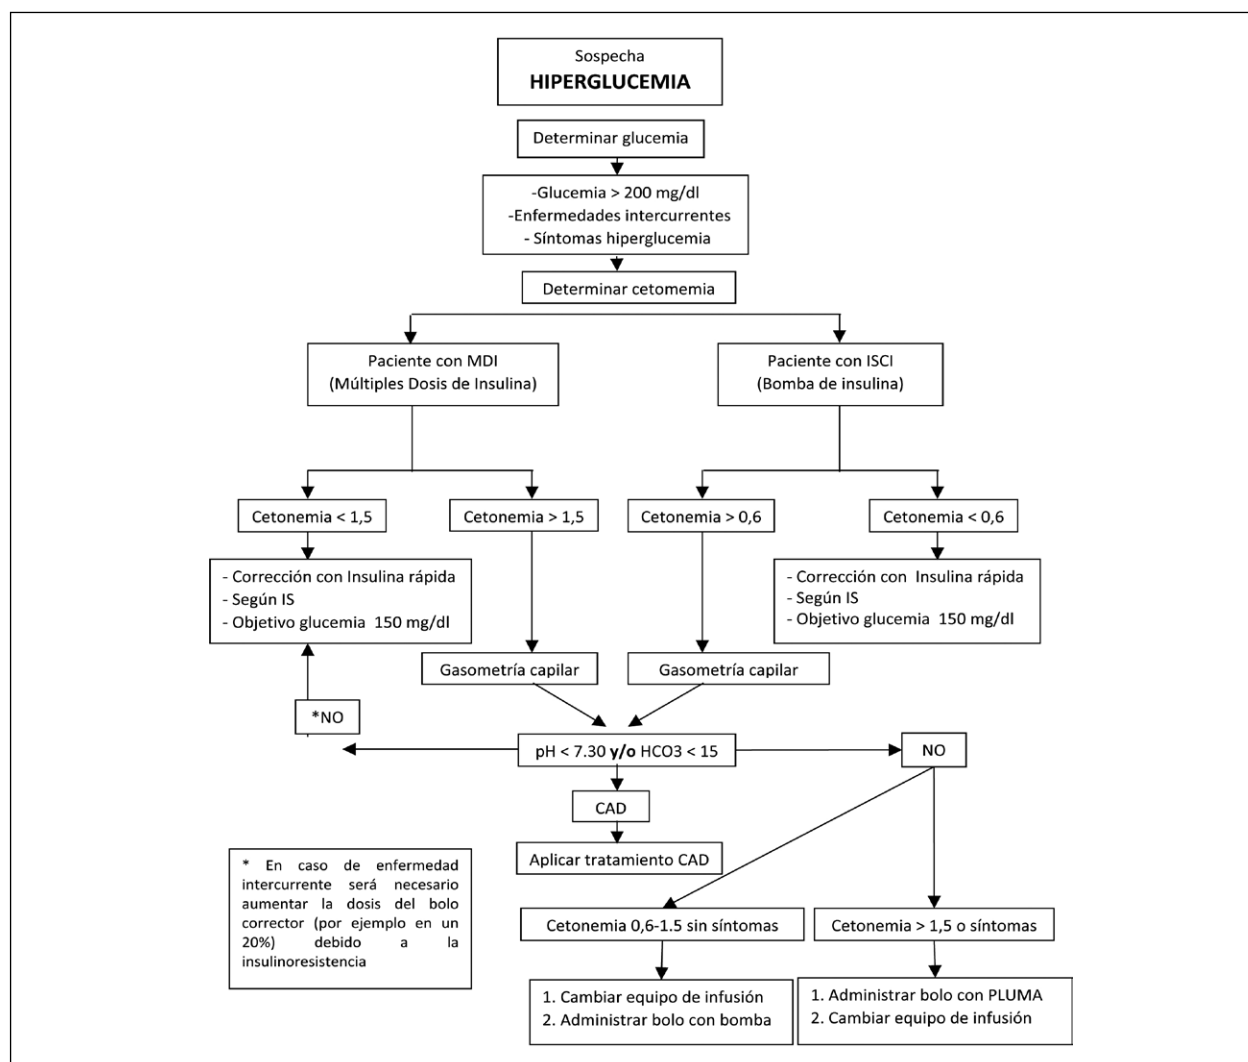 Sospecha
HIPERGLUCEMIA
Determinar glucemia
-Glucemia > 200 mg/dl
-Enfermedades intercurrentes
- Síntomas hiperglucemia
Determinar cetomemia
Paciente con MDI
(Múltiples Dosis de Insulina)
Paciente con ISCI
(Bomba de insulina)
Cetonemia < 1,5
Cetonemia > 1,5
Cetonemia > 0,6
Cetonemia < 0,6
- Corrección con Insulina rápida
- Según IS
- Objetivo glucemia 150 mg/dl
- Corrección con Insulina rápida
- Según IS
- Objetivo glucemia 150 mg/dl
Gasometría capilar
Gasometría capilar
*NO
pH < 7.30 y/o HCO3 < 15
NO
CAD
Aplicar tratamiento CAD
* En caso de enfermedad
intercurrente será necesario
aumentar la dosis del bolo
corrector (por ejemplo en un
20%) debido a la
insulinoresistencia
Cetonemia 0,6-1.5 sin síntomas
Cetonemia > 1,5 o síntomas
1. Cambiar equipo de infusión
2. Administrar bolo con bomba
1. Administrar bolo con PLUMA
2. Cambiar equipo de infusión